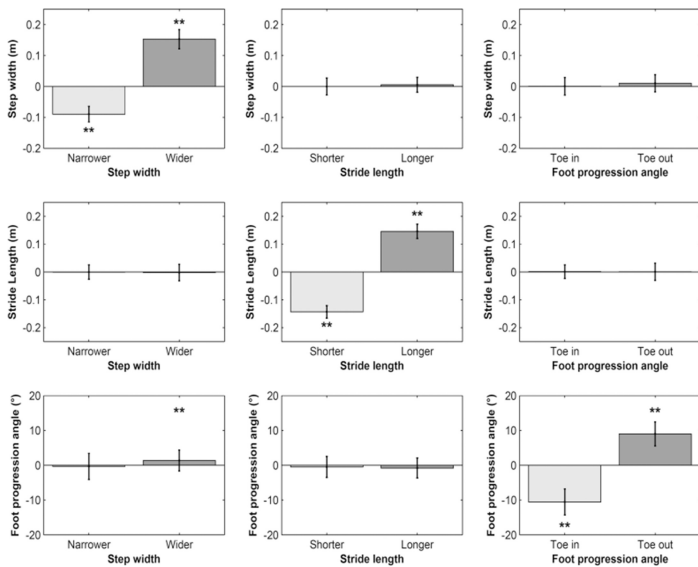 Step width (m)
0.2
0.1
0
-0.1
-0.2
**
**
Narrower Wider
Step width
Step width (m)
0.2
0.1
0
-0.1
-0.2
Shorter Longer
Stride length
Step width (m)
0.2
0.1
0
-0.1
-0.2
Toe in Toe out
Foot progression angle
Stride Length (m)
0.2
0.1
0
-0.1
-0.2
Narrower Wider
Step width
Stride Length (m)
0.2
0.1
0
-0.1
-0.2
**
**
Shorter Longer
Stride length
Stride Length (m)
0.2
0.1
0
-0.1
-0.2
Toe in Toe out
Foot progression angle
Foot progression angle (°)
20
10
0
-10
-20
**
Narrower Wider
Step width
Foot progression angle (°)
20
10
0
-10
-20
Shorter Longer
Stride length
Foot progression angle (°)
20
10
0
-10
-20
**
**
Toe in Toe out
Foot progression angle